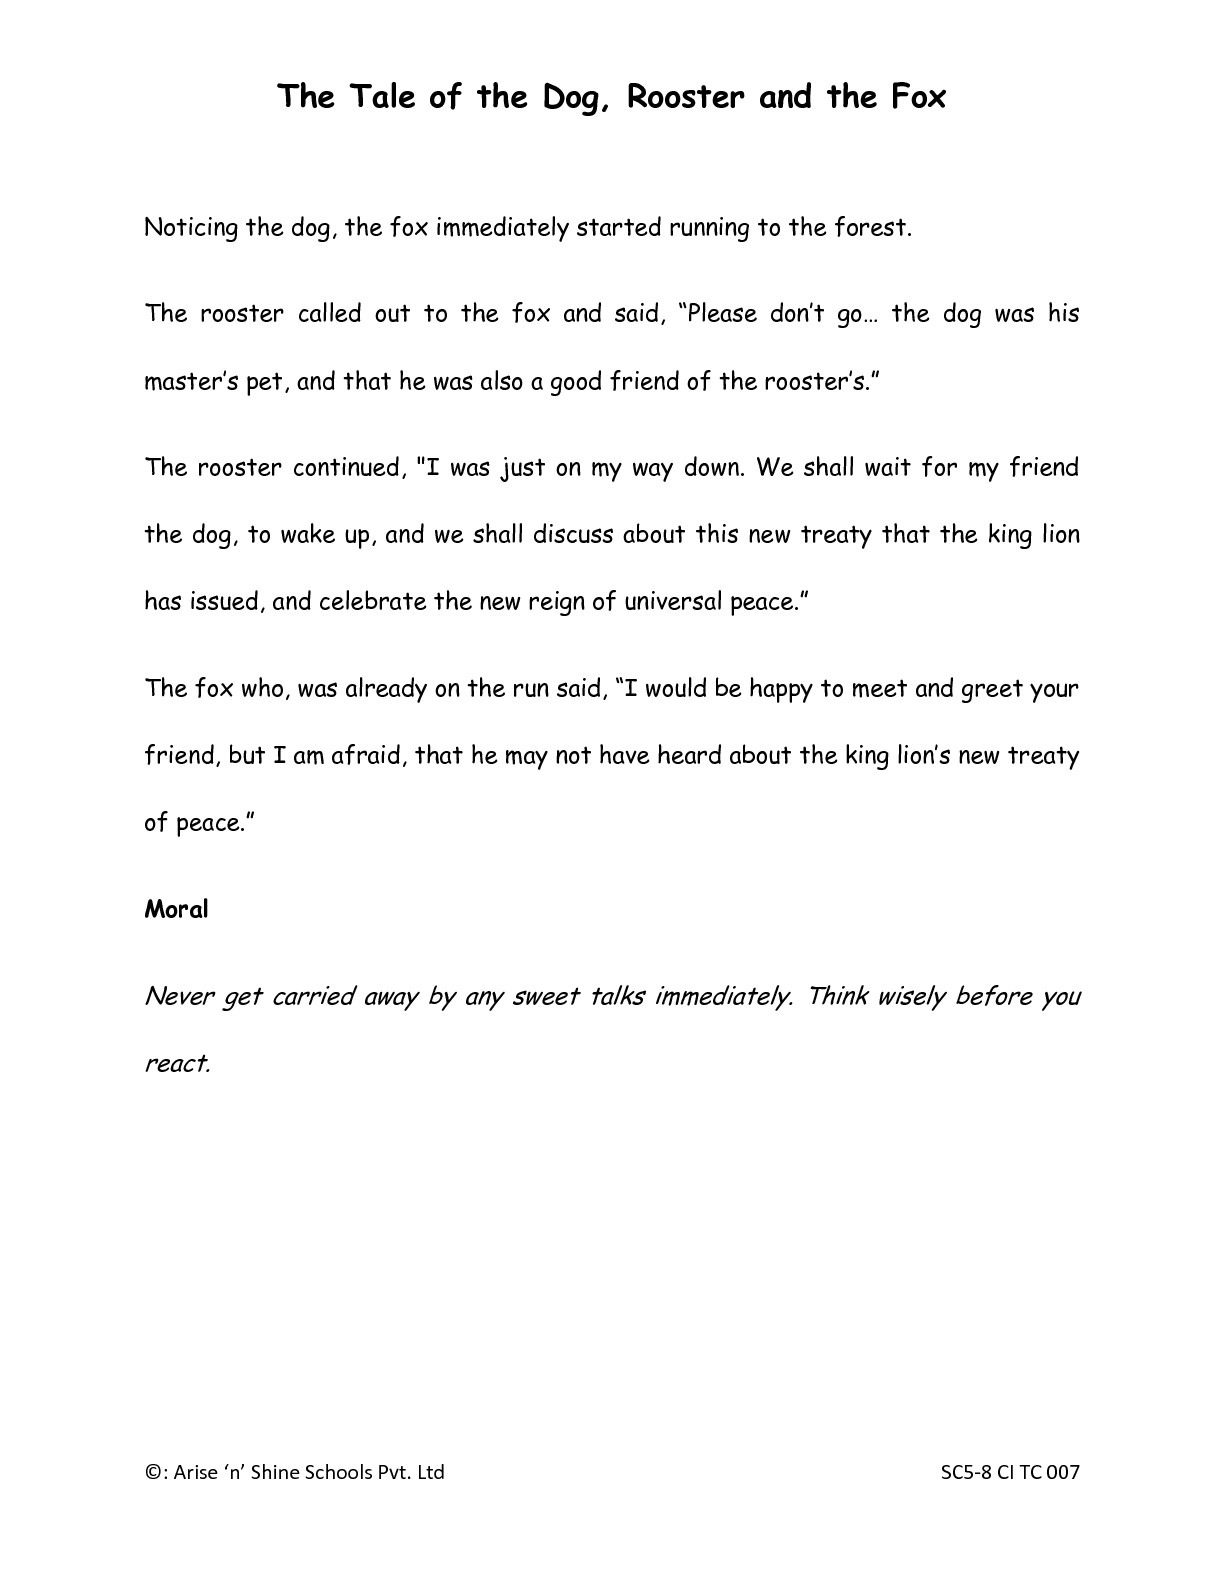 The Tale of the Dog, Rooster and the Fox
Noticing the dog, the fox immediately started running to the forest.
The rooster called out to the fox and said, “Please don’t go… the dog was his
master’s pet, and that he was also a good friend of the rooster’s.”
The rooster continued, "I was just on my way down. We shall wait for my friend
the dog, to wake up, and we shall discuss about this new treaty that the king lion
has issued, and celebrate the new reign of universal peace.”
The fox who, was already on the run said, “I would be happy to meet and greet your
friend, but I am afraid, that he may not have heard about the king lion’s new treaty
of peace.”
Moral
Never get carried away by any sweet talks immediately. Think wisely before you
react.
©: Arise ‘n’ Shine Schools Pvt. Ltd
SC5-8 CI TC 007